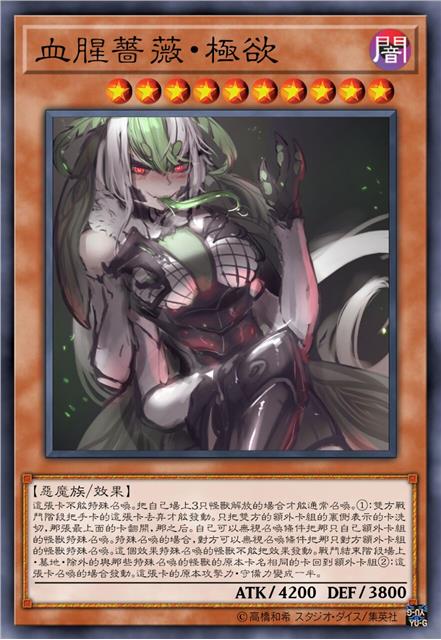 血腥薔薇・極欲
闇
【惡魔族/效果】
這張卡不能特殊召喚。把自己場上3只怪獸解放的場合才能通常召喚。①：雙方戰
鬥階段把手卡的這張卡去弃才能發動。只把雙方的額外卡組的裏側表示的卡洗
切，那張最上面的卡翻開，那之后，自己可以無視召喚條件把那只自己額外卡組
的怪獸特殊召喚。特殊召喚的場合，對方可以無視召喚條件把那只對方額外卡組
的怪獸特殊召喚。這個效果特殊召喚的怪獸不能把效果發動。戰鬥結束階段場上
・墓地・除外的與那些特殊召喚的怪獸的原本卡名相同的卡回到額外卡組②：這
張卡召喚的場合發動。這張卡的原本攻擊力・守備力變成一半。
ATK/4200 DEF/3800
©高橋和希 スタジオ・ダイス/集英社